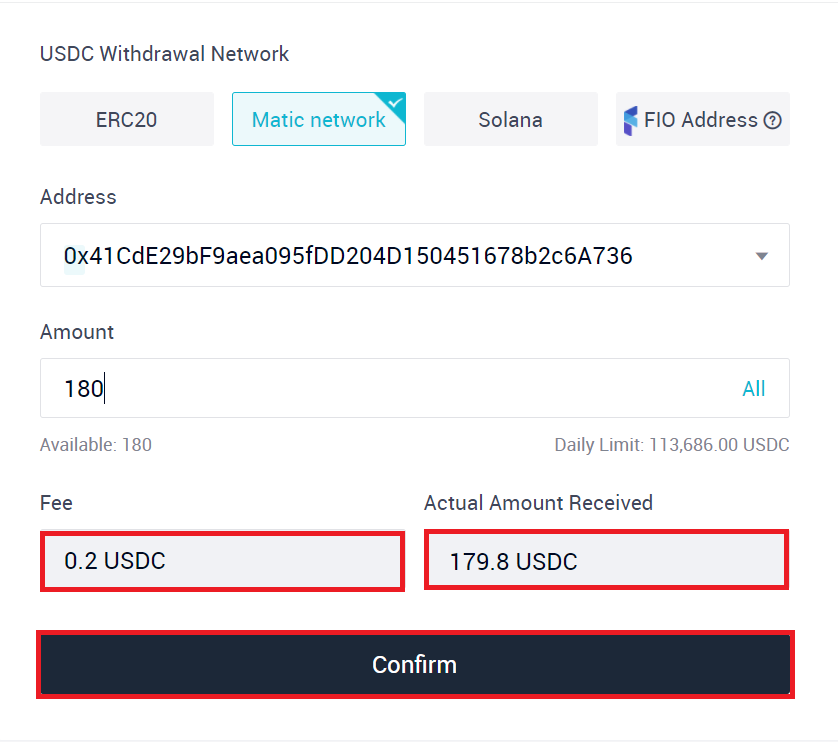 USDC Withdrawal Network
ERC20 Matic network Solana FIO Address ?
Address
0x41CdE29bF9aea095fDD204D150451678b2c6A736
Amount
180 All
Available: 180 Daily Limit: 113,686.00 USDC
Fee Actual Amount Received
0.2 USDC 179.8 USDC
Confirm